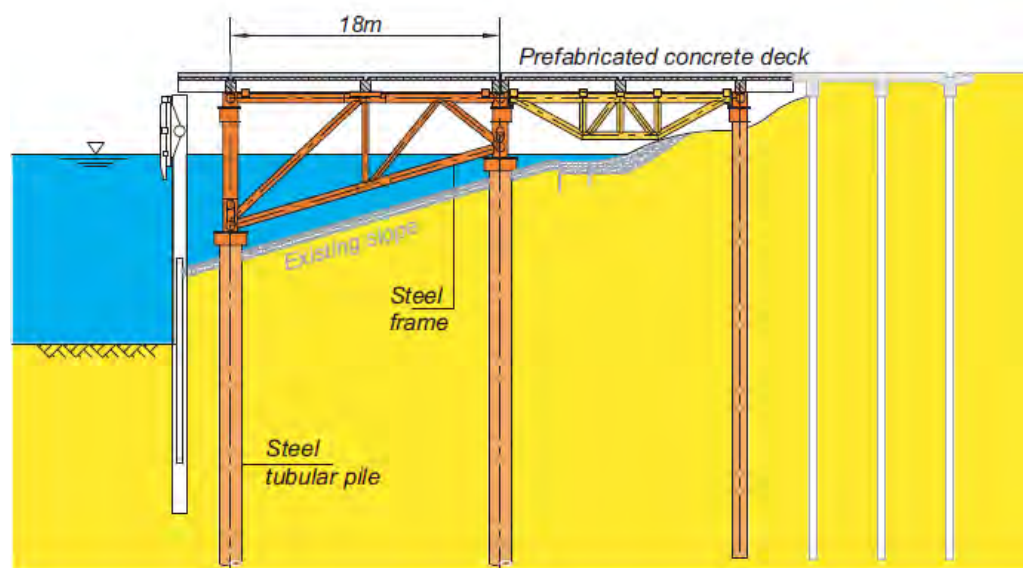 18m
Prefabricated concrete deck
Existing slope
Steel
frame
Steel
tubular pile